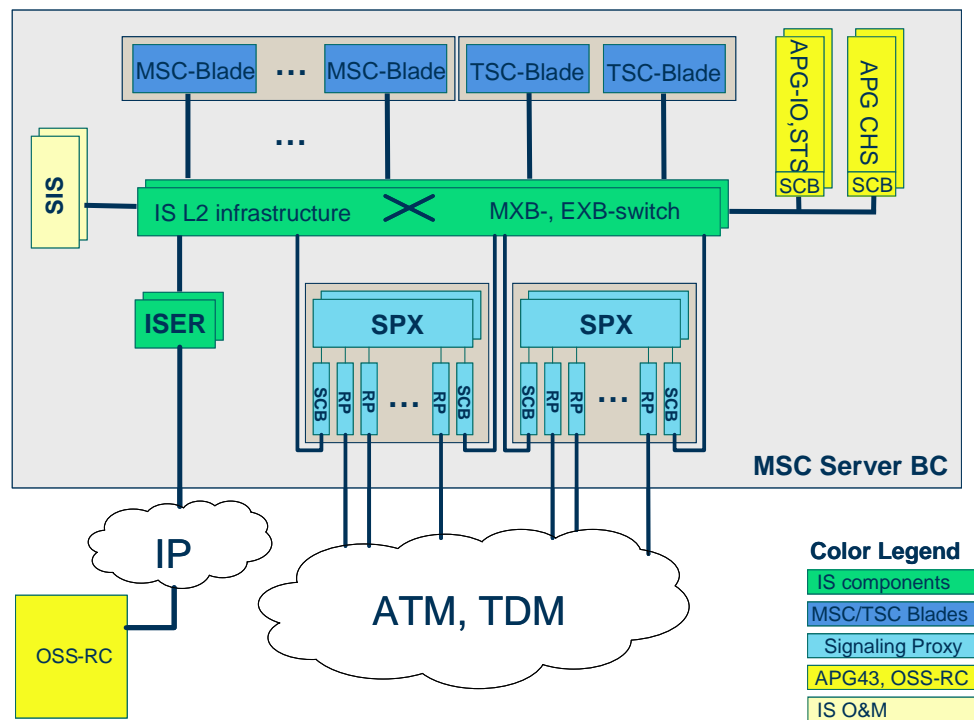 MSC-Blade
...
MSC-Blade
TSC-Blade
TSC-Blade
APG-IO,STS
SCB
APG CHS
SCB
...
SIS
IS L2 infrastructure
MXB-, EXB-switch
ISER
SPX
SCB
RP
RP
...
RP
SCB
SPX
SCB
RP
RP
...
RP
SCB
MSC Server BC
IP
ATM, TDM
OSS-RC
Color Legend
IS components
MSC/TSC Blades
Signaling Proxy
APG43, OSS-RC
IS O&M